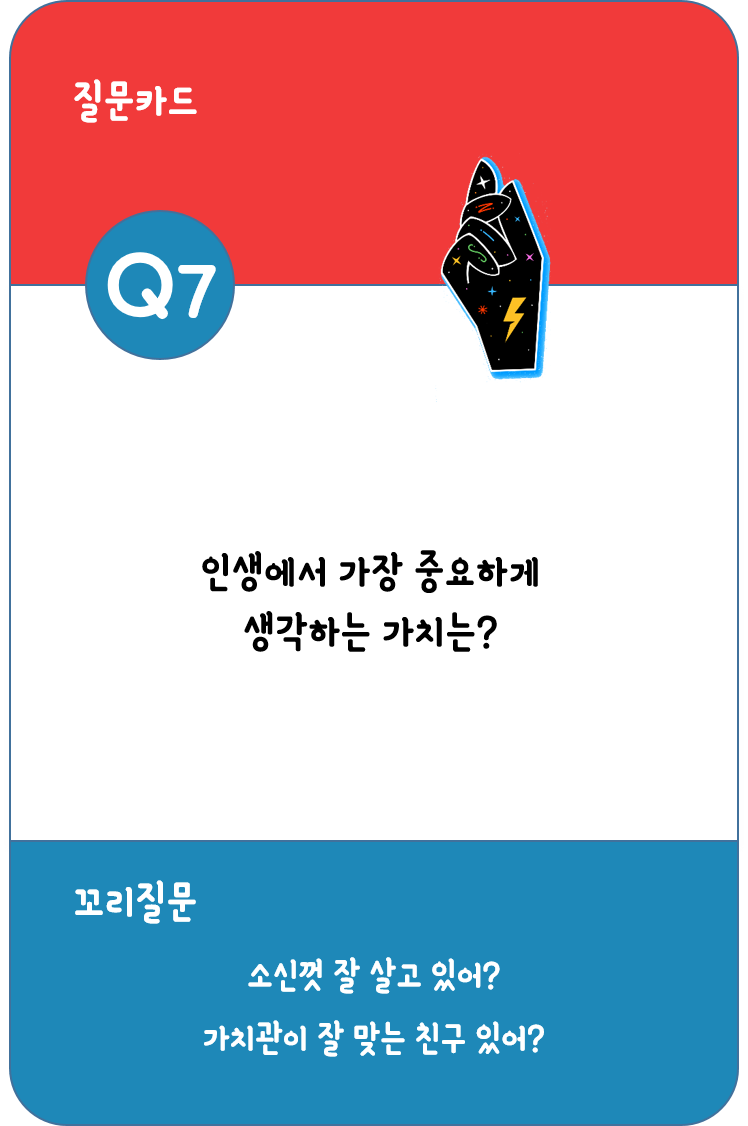 질문카드
Q7
인생에서 가장 중요하게
생각하는 가치는?
꼬리질문
소신껏 잘 살고 있어?
가치관이 잘 맞는 친구 있어?